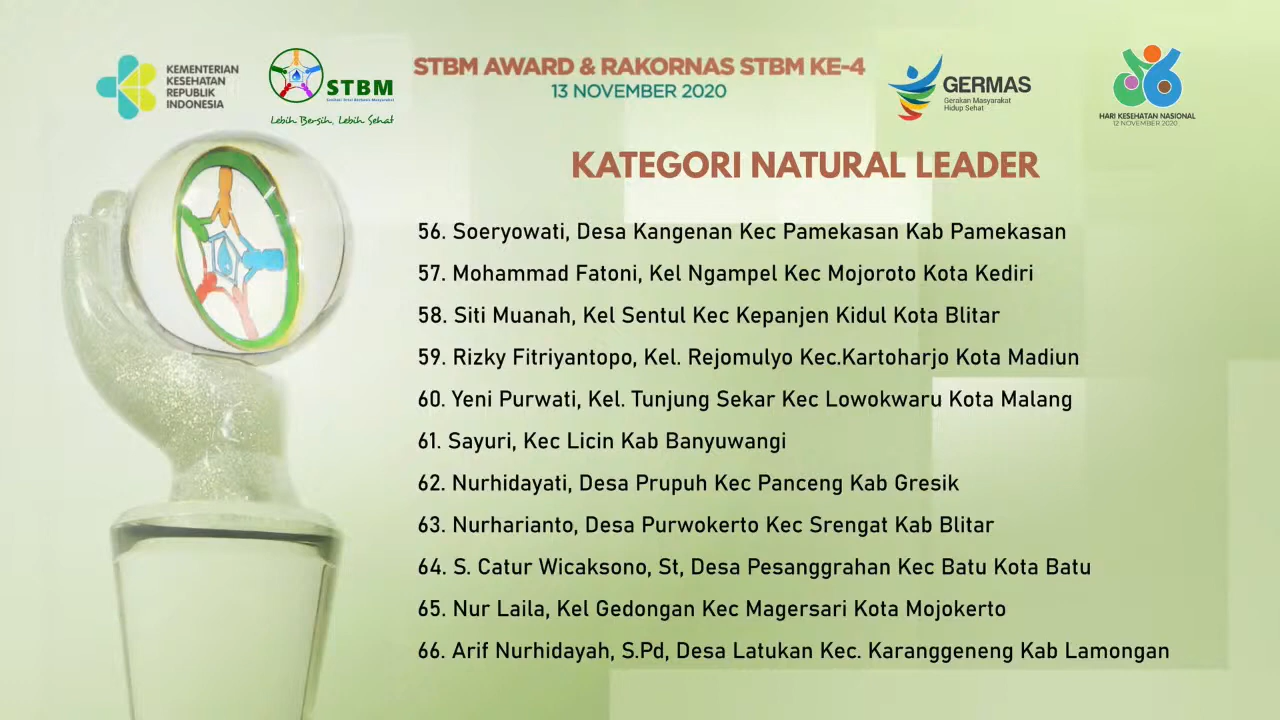 KEMENTERIAN
KESEHATAN
REPUBLIK
INDONESIA
STBM
Sanitasi Total Berbasis Masyarakat
Lebih Bersih, Lebih Sehat
STBM AWARD & RAKORNAS STBM KE-4
13 NOVEMBER 2020
GERMAS
Gerakan Masyarakat
Hidup Sehat
HARI KESEHATAN NASIONAL
12 NOVEMBER 2020
KATEGORI NATURAL LEADER
56. Soeryowati, Desa Kangenan Kec Pamekasan Kab Pamekasan
57. Mohammad Fatoni, Kel Ngampel Kec Mojoroto Kota Kediri
58. Siti Muanah, Kel Sentul Kec Kepanjen Kidul Kota Blitar
59. Rizky Fitriyantopo, Kel. Rejomulyo Kec.Kartoharjo Kota Madiun
60. Yeni Purwati, Kel. Tunjung Sekar Kec Lowokwaru Kota Malang
61. Sayuri, Kec Licin Kab Banyuwangi
62. Nurhidayati, Desa Prupuh Kec Panceng Kab Gresik
63. Nurharianto, Desa Purwokerto Kec Srengat Kab Blitar
64. S. Catur Wicaksono, St, Desa Pesanggrahan Kec Batu Kota Batu
65. Nur Laila, Kel Gedongan Kec Magersari Kota Mojokerto
66. Arif Nurhidayah, S.Pd, Desa Latukan Kec. Karanggeneng Kab Lamongan